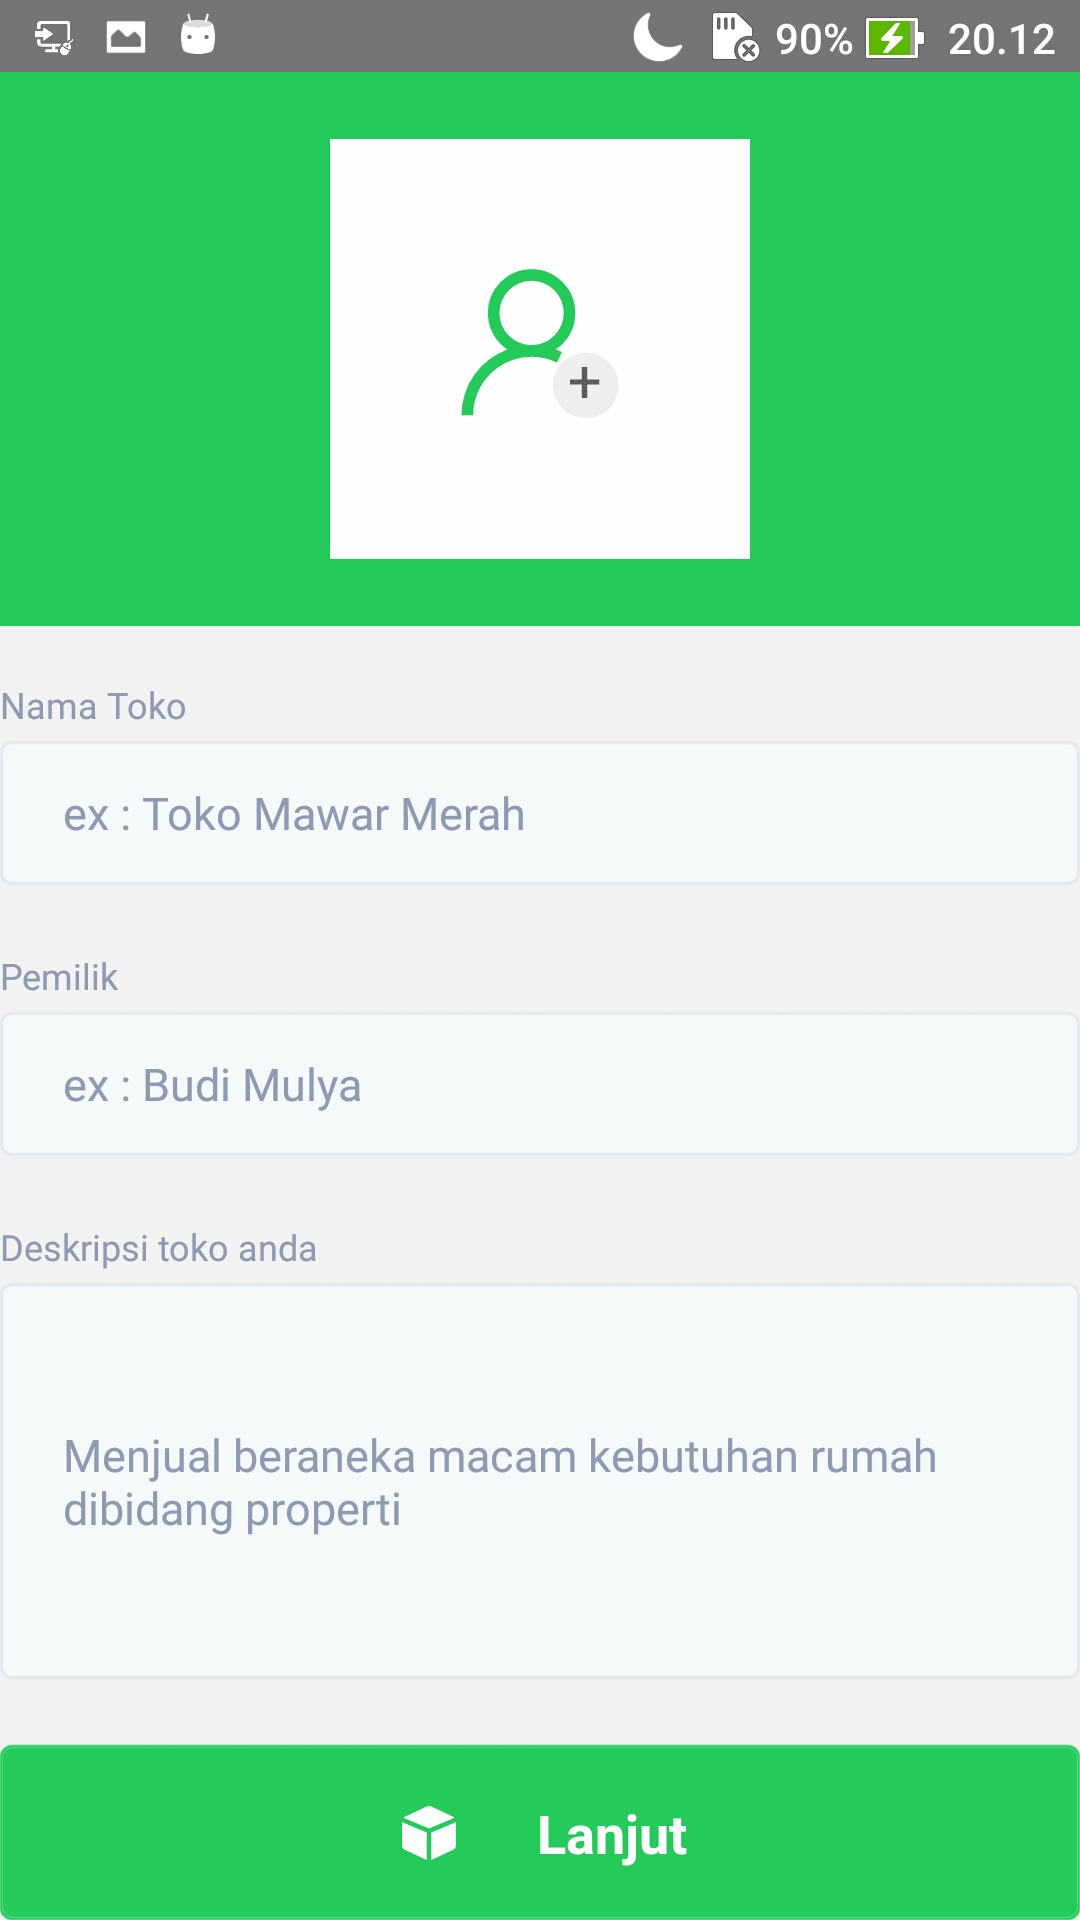 90% 20.12
Nama Toko
ex : Toko Mawar Merah
Pemilik
ex : Budi Mulya
Deskripsi toko anda
Menjual beraneka macam kebutuhan rumah
dibidang properti
Lanjut